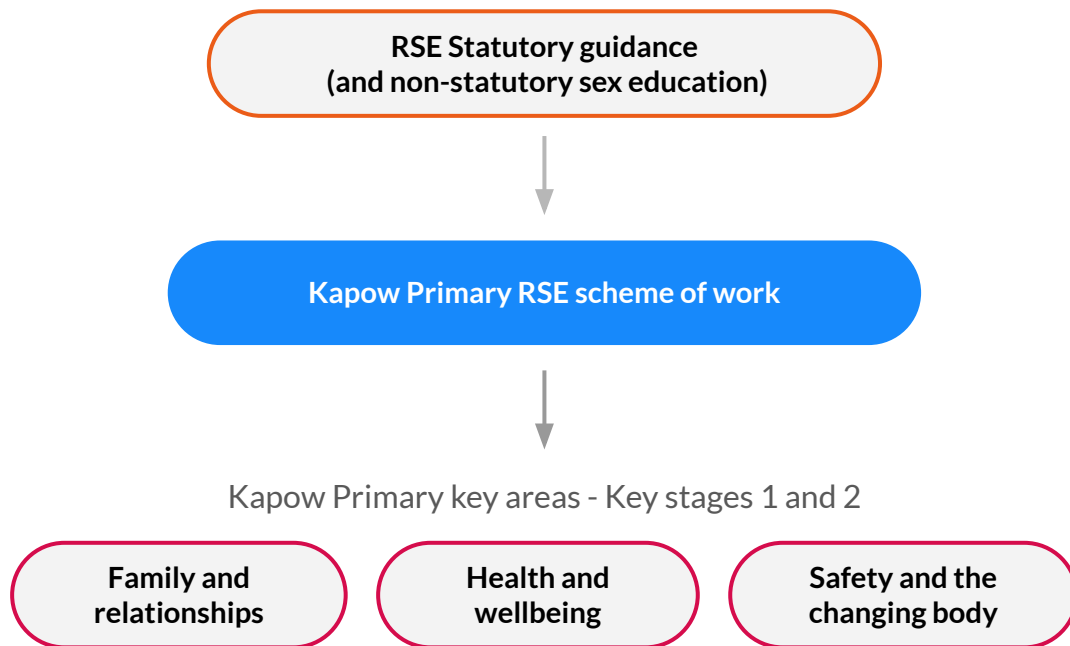 RSE Statutory guidance
(and non-statutory sex education)
Kapow Primary RSE scheme of work
Kapow Primary key areas - Key stages 1 and 2
Family and
relationships
Health and
wellbeing
Safety and the
changing body